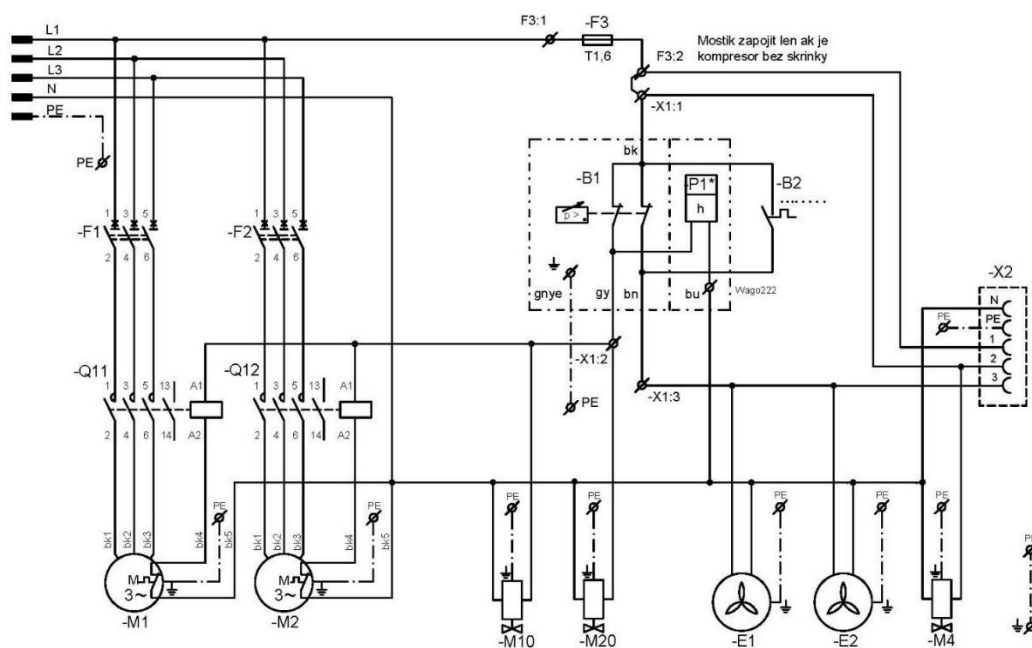 L1
L2
L3
N
PE
PE
F3:1
-F3
T1,6
F3:2
Mostik zapojit len ak je
kompresor bez skrinky
-X1:1
bk
-B1
p >
-P1*
h
-B2
Wago222
gnye
gy
bn
bu
PE
-X1:2
-X1:3
-X2
N
PE
1
2
3
PE
-F1
1 3 5
2 4 6
-F2
1 3 5
2 4 6
-Q11
1 3 5 13 A1
2 4 6 14 A2
-Q12
1 3 5 13 A1
2 4 6 14 A2
bk1 bk2 bk3 bk4 bk5
PE
M
3~
-M1
bk1 bk2 bk3 bk4 bk5
PE
M
3~
-M2
PE
-M10
PE
-M20
PE
-E1
PE
-E2
PE
-M4
PE